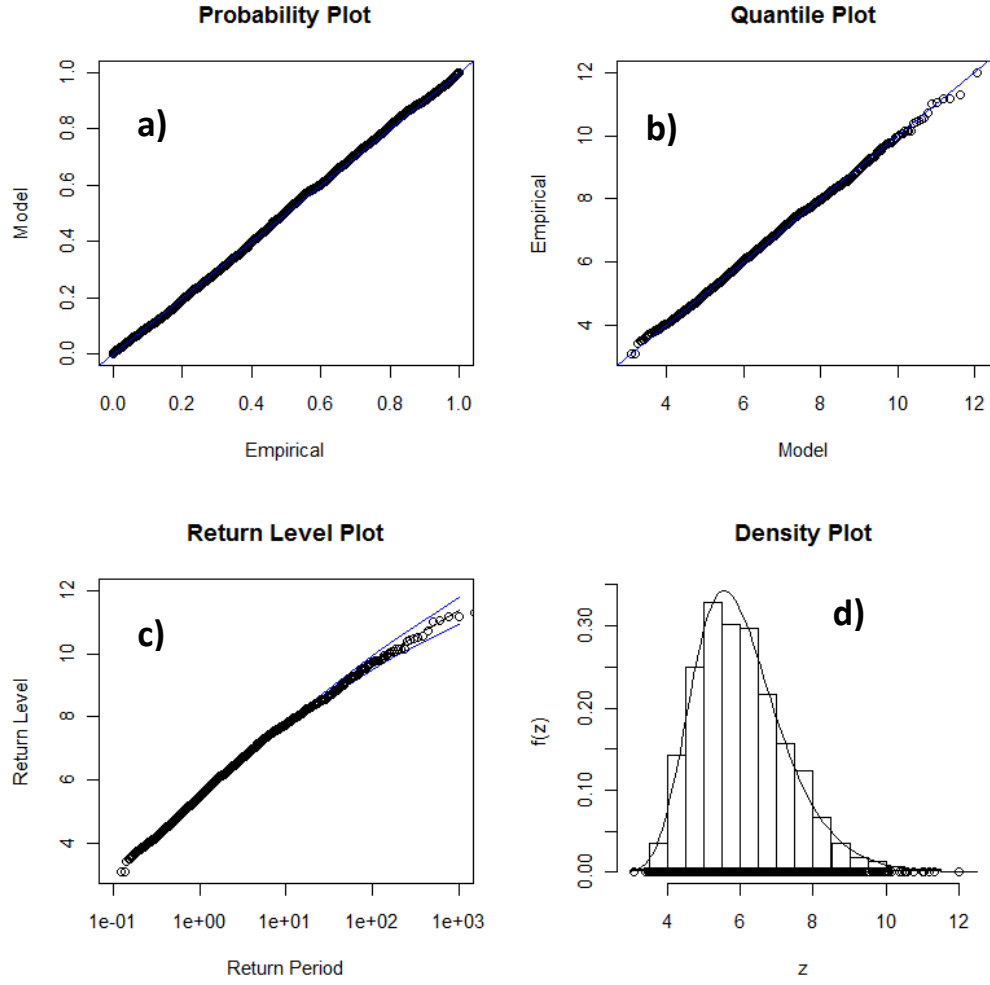 Probability Plot
a)
Model
1.0
0.8
0.6
0.4
0.2
0.0
0.0 0.2 0.4 0.6 0.8 1.0
Empirical
Quantile Plot
b)
Empirical
12
10
8
6
4
4 6 8 10 12
Model
Return Level Plot
c)
Return Level
12
10
8
6
4
1e-01 1e+00 1e+01 1e+02 1e+03
Return Period
Density Plot
d)
f(z)
0.30
0.20
0.10
0.00
4 6 8 10 12
z